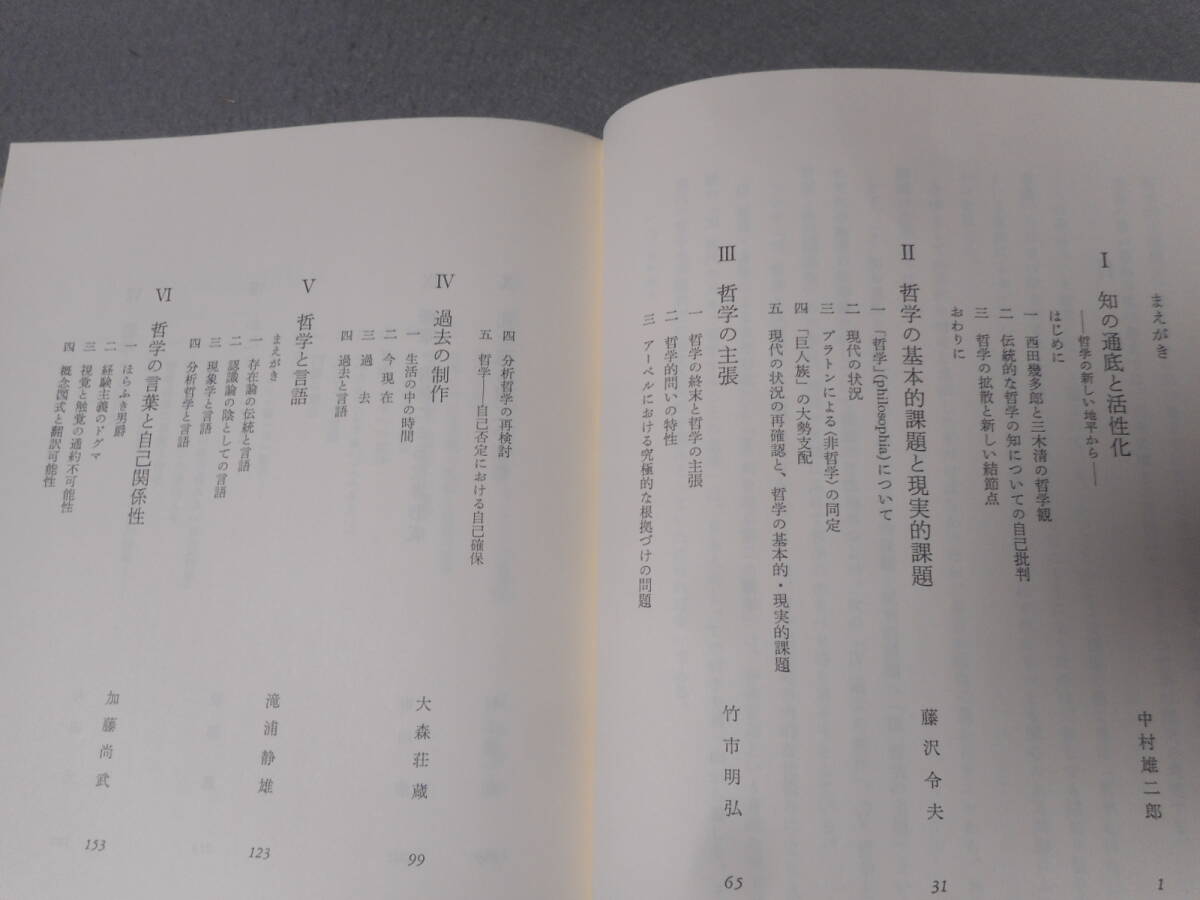 まえがき
Ⅰ 知の通底と活性化 中村雄二郎 1
――哲学の新しい地平から――
はじめに
一 西田幾多郎と三木清の哲学観
二 伝統的な哲学の知についての自己批判
三 哲学の拡散と新しい結節点
おわりに
Ⅱ 哲学の基本的課題と現実的課題 藤沢令夫 31
一 「哲学」(philosophia)について
二 現代の状況
三 プラトンによる〈非哲学〉の同定
四 「巨人族」の大勢支配
五 現代の状況の再確認と、哲学の基本的・現実的課題
Ⅲ 哲学の主張 竹市明弘 65
一 哲学の終末と哲学の主張
二 哲学的問いの特性
三 アーペルにおける究極的な根拠づけの問題
四 分析哲学の再検討
五 哲学――自己否定における自己確保
Ⅳ 過去の制作 大森荘蔵 99
一 生活の中の時間
二 今現在
三 過去
四 過去と言語
Ⅴ 哲学と言語 滝浦静雄 123
まえがき
一 存在論の伝統と言語
二 認識論の陰としての言語
三 現象学と言語
四 分析哲学と言語
Ⅵ 哲学の言葉と自己関係性 加藤尚武 153
一 ほらふき男爵
二 経験主義のドグマ
三 視覚と触覚の通約不可能性
四 概念図式と翻訳可能性